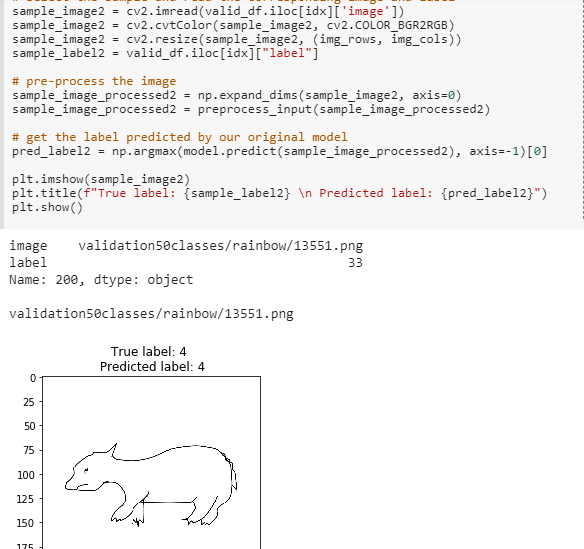 sample_image2 = cv2.imread(valid_df.iloc[idx]['image'])
sample_image2 = cv2.cvtColor(sample_image2, cv2.COLOR_BGR2RGB)
sample_image2 = cv2.resize(sample_image2, (img_rows, img_cols))
sample_label2 = valid_df.iloc[idx]["label"]
# pre-process the image
sample_image_processed2 = np.expand_dims(sample_image2, axis=0)
sample_image_processed2 = preprocess_input(sample_image_processed2)
# get the label predicted by our original model
pred_label2 = np.argmax(model.predict(sample_image_processed2), axis=-1)[0]
plt.imshow(sample_image2)
plt.title(f"True label: {sample_label2} \n Predicted label: {pred_label2}")
plt.show()
image validation50classes/rainbow/13551.png
label 33
Name: 200, dtype: object
validation50classes/rainbow/13551.png
True label: 4
Predicted label: 4
0
25
50
75
100
125
150
175